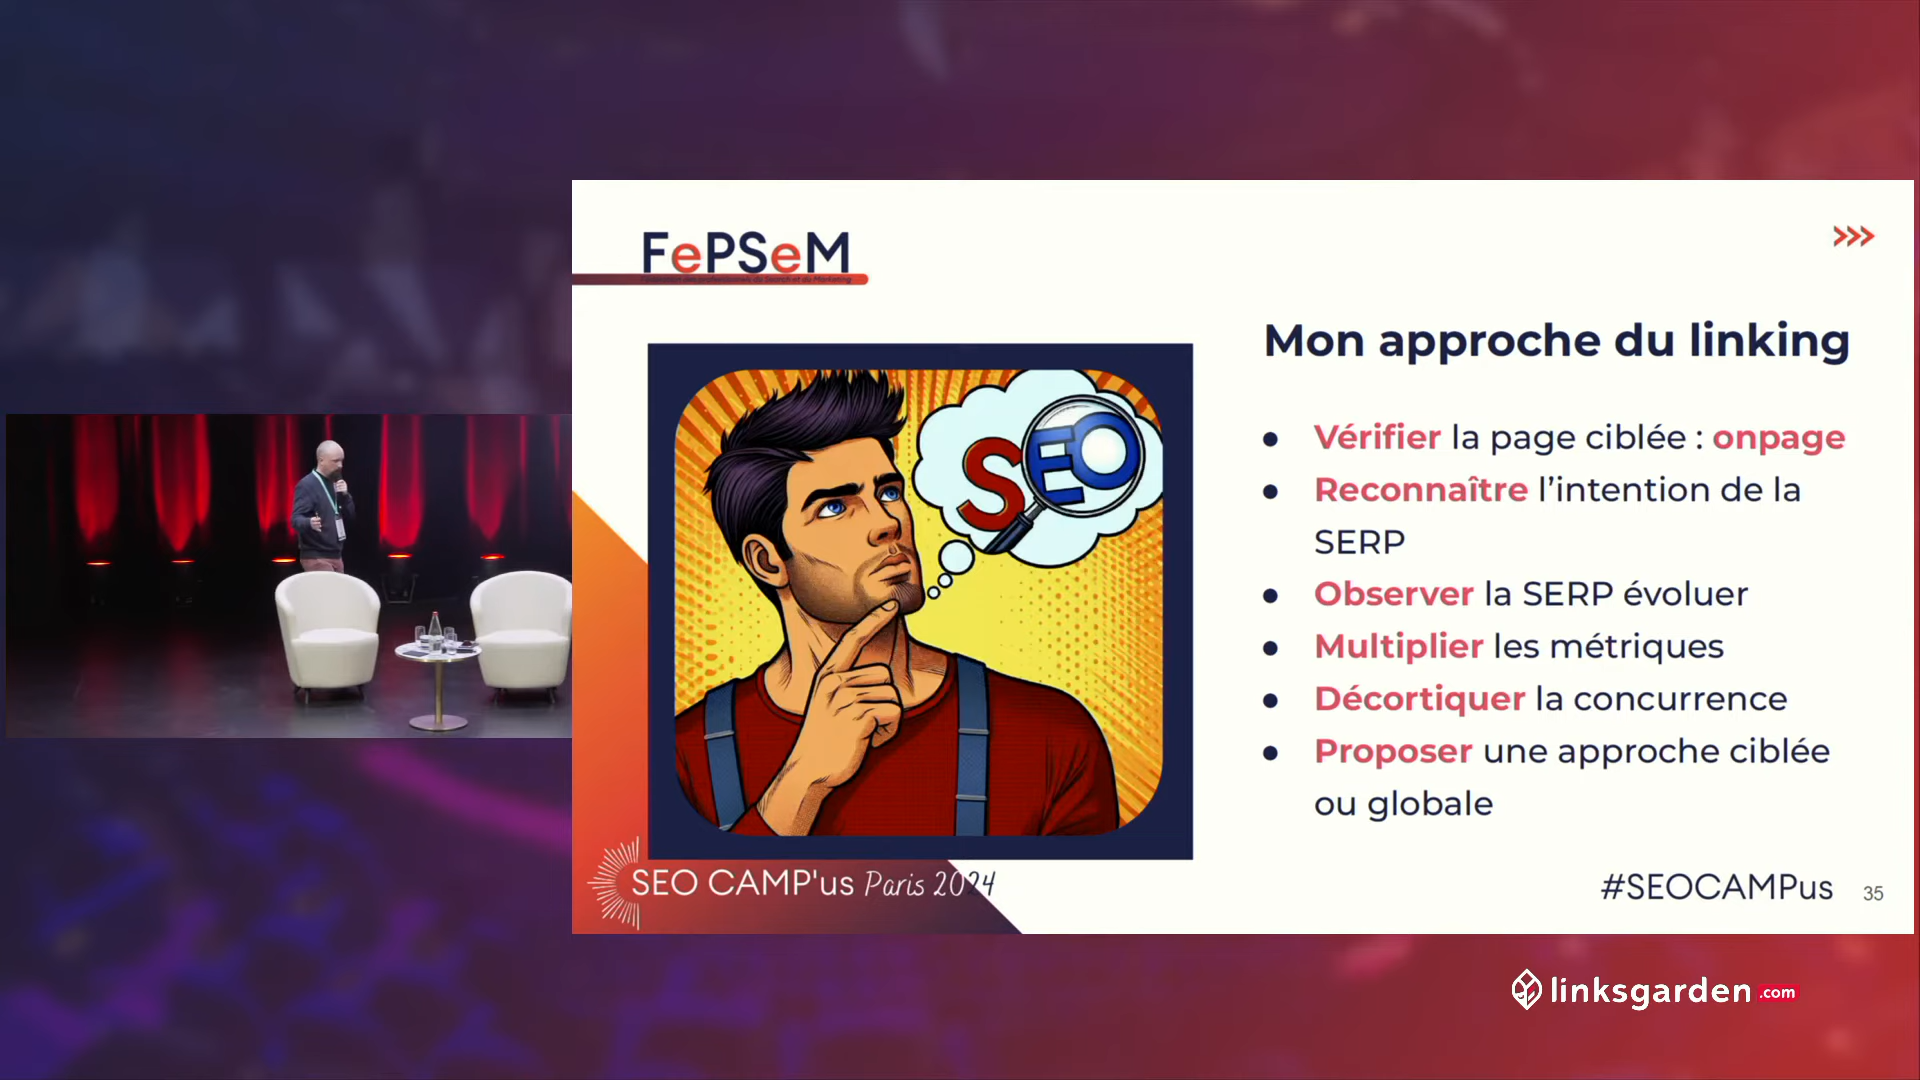 FePSeM
>>>
Mon approche du linking
SEO
● Vérifier la page ciblée : onpage
● Reconnaître l'intention de la
SERP
● Observer la SERP évoluer
● Multiplier les métriques
● Décortiquer la concurrence
● Proposer une approche ciblée
ou globale
SEO CAMP'us Paris 2024
#SEOCAMPus 35
linksgarden.com